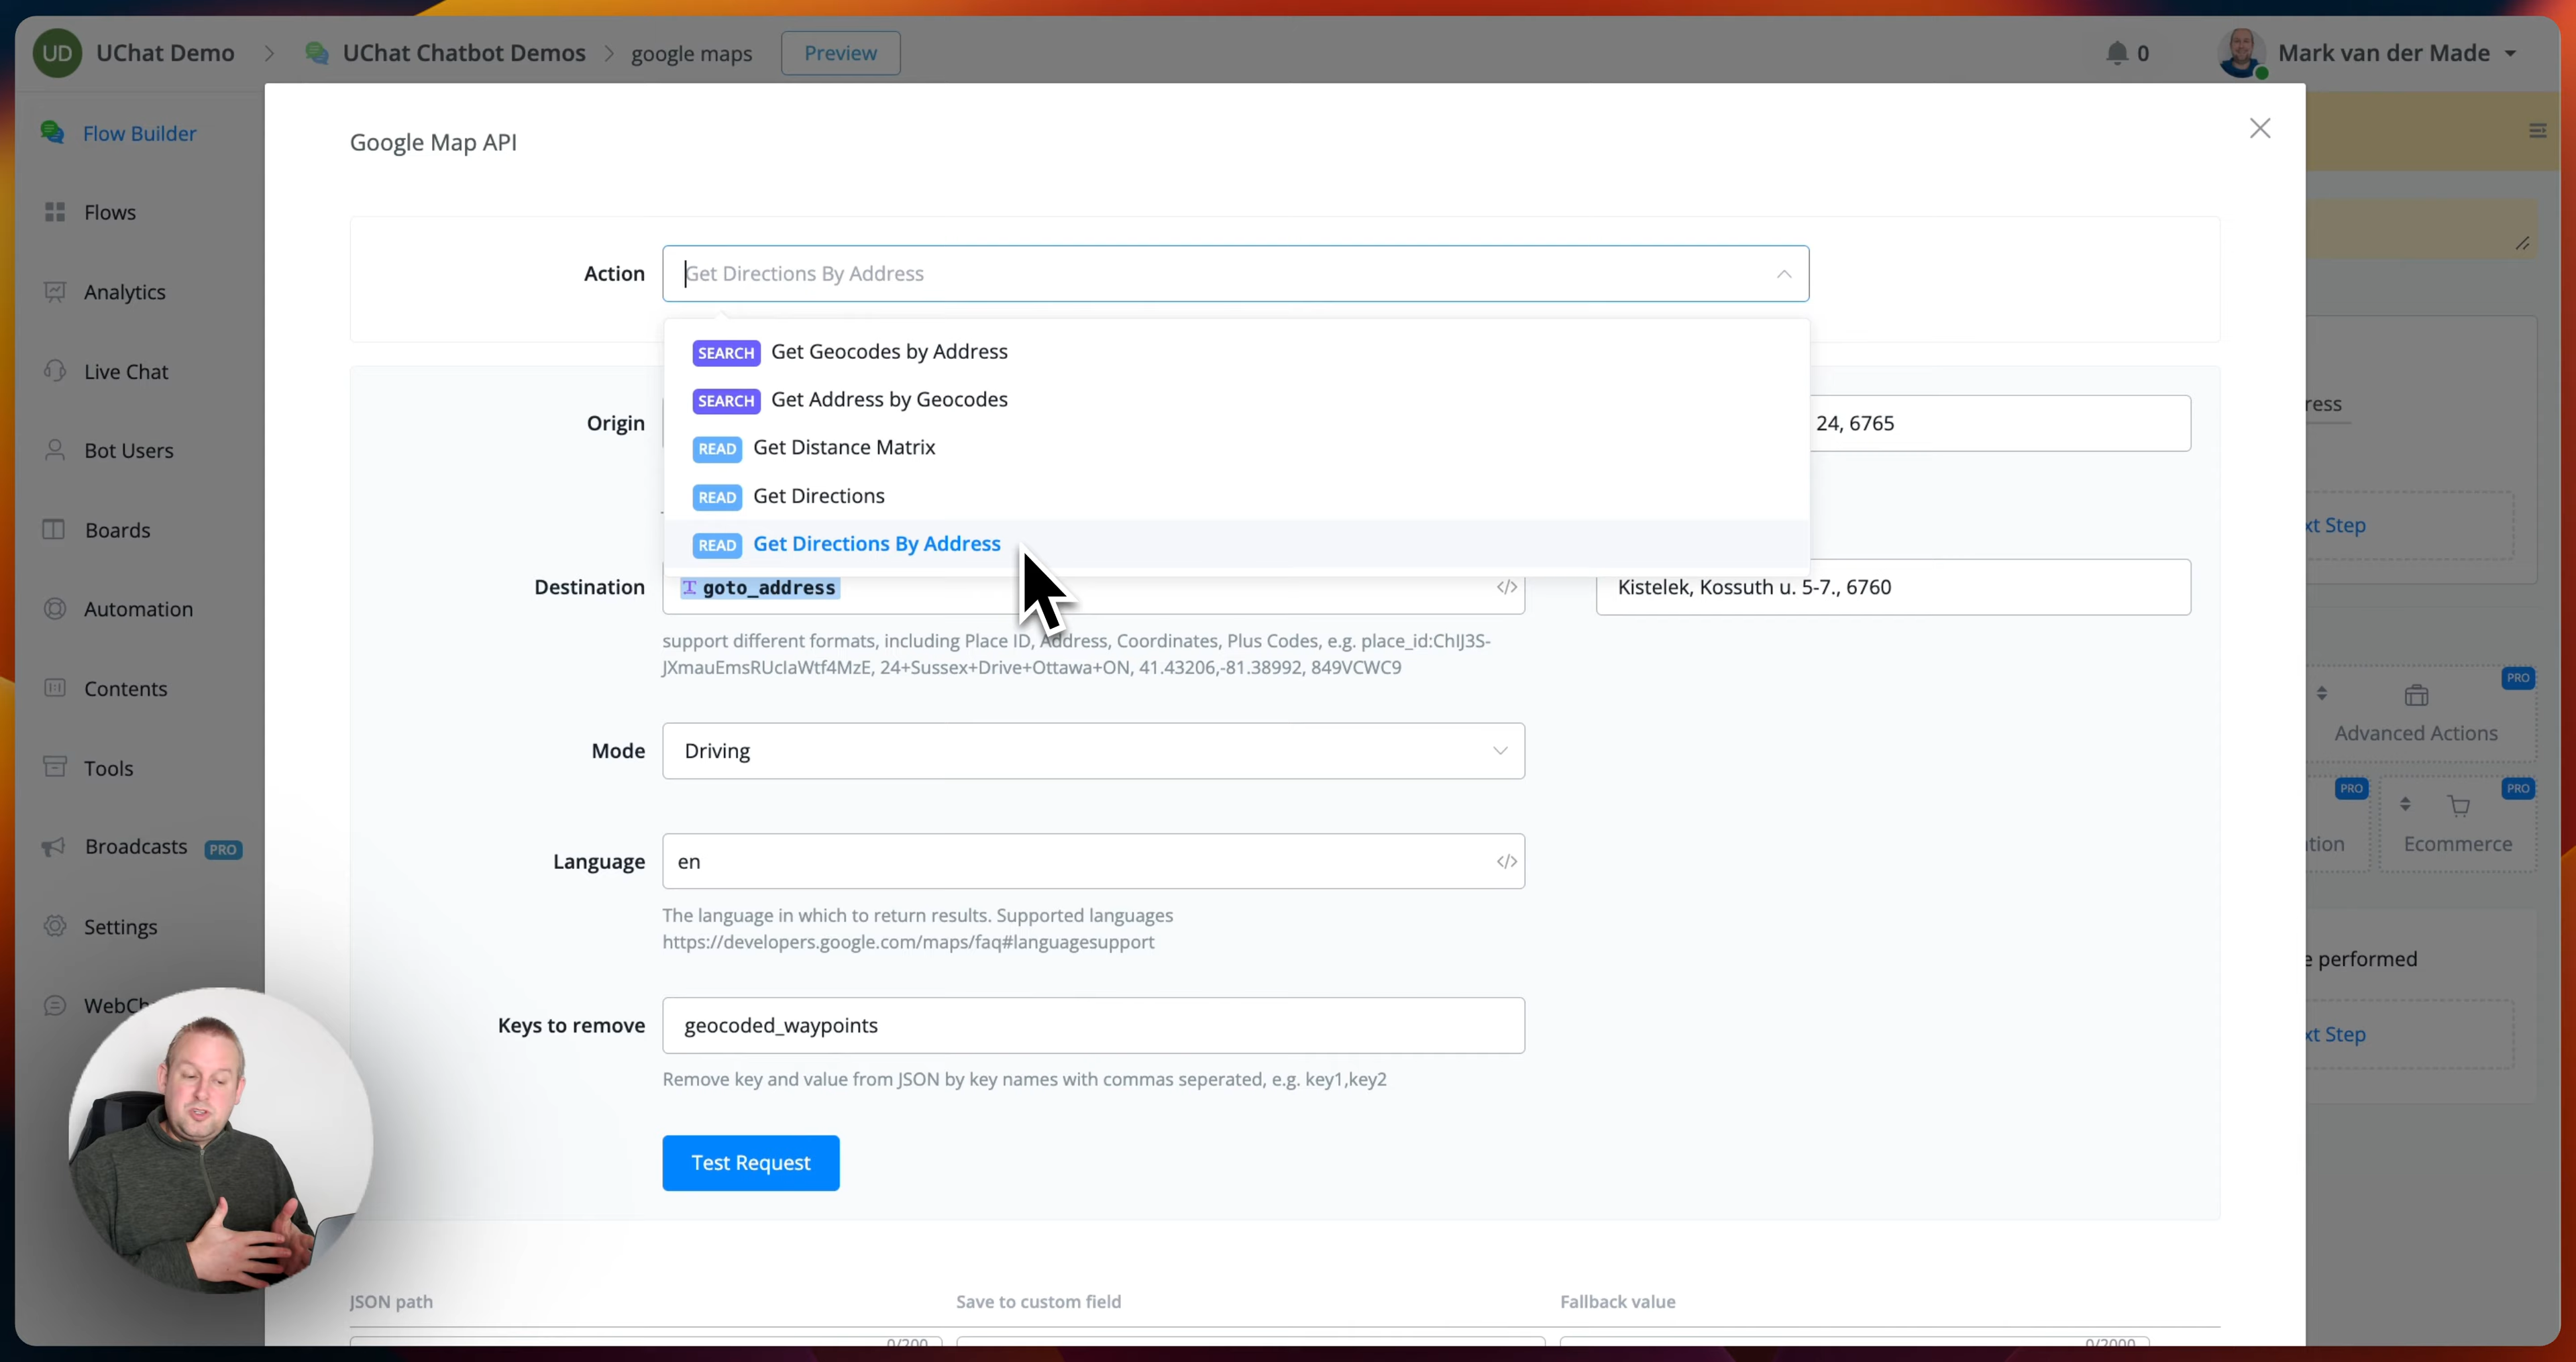 UD UChat Demo > UChat Chatbot Demos > google maps Preview 0 Mark van der Made
Flow Builder
Flows
Analytics
Live Chat
Bot Users
Boards
Automation
Contents
Tools
Broadcasts PRO
Settings
WebCh
Google Map API
Action Get Directions By Address
SEARCH Get Geocodes by Address
SEARCH Get Address by Geocodes
READ Get Distance Matrix
READ Get Directions
READ Get Directions By Address
Origin 24, 6765
Destination goto_address </> Kistelek, Kossuth u. 5-7., 6760
support different formats, including Place ID, Address, Coordinates, Plus Codes, e.g. place_id:ChIJ3S-
JXmauEmsRUcIaWtf4MzE, 24+Sussex+Drive+Ottawa+ON, 41.43206,-81.38992, 849VCWC9
Mode Driving
Language en </>
The language in which to return results. Supported languages
https://developers.google.com/maps/faq#languagesupport
Keys to remove geocoded_waypoints
Remove key and value from JSON by key names with commas seperated, e.g. key1,key2
Test Request
JSON path Save to custom field Fallback value
0/200 0/2000
ress
xt Step
PRO
Advanced Actions
PRO PRO
ation Ecommerce
e performed
xt Step